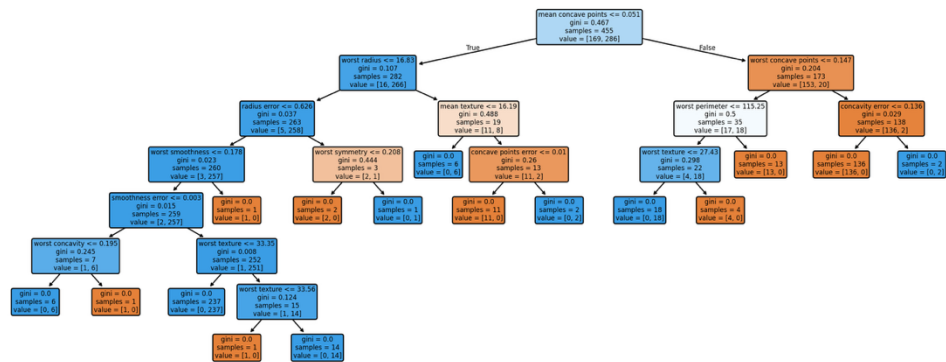 mean concave points <= 0.051
gini = 0.467
samples = 455
value = [169, 286]
True
False
worst radius <= 16.83
gini = 0.107
samples = 282
value = [16, 266]
worst concave points <= 0.147
gini = 0.204
samples = 173
value = [153, 20]
radius error <= 0.626
gini = 0.037
samples = 263
value = [5, 258]
mean texture <= 16.19
gini = 0.488
samples = 19
value = [11, 8]
worst perimeter <= 115.25
gini = 0.5
samples = 35
value = [17, 18]
concavity error <= 0.136
gini = 0.029
samples = 138
value = [136, 2]
worst smoothness <= 0.178
gini = 0.023
samples = 260
value = [3, 257]
worst symmetry <= 0.208
gini = 0.444
samples = 3
value = [2, 1]
gini = 0.0
samples = 6
value = [0, 6]
concave points error <= 0.01
gini = 0.26
samples = 13
value = [11, 2]
worst texture <= 27.43
gini = 0.298
samples = 22
value = [4, 18]
gini = 0.0
samples = 13
value = [13, 0]
gini = 0.0
samples = 136
value = [136, 0]
gini = 0.0
samples = 2
value = [0, 2]
smoothness error <= 0.003
gini = 0.015
samples = 259
value = [2, 257]
gini = 0.0
samples = 1
value = [1, 0]
gini = 0.0
samples = 2
value = [2, 0]
gini = 0.0
samples = 1
value = [0, 1]
gini = 0.0
samples = 11
value = [11, 0]
gini = 0.0
samples = 2
value = [0, 2]
gini = 0.0
samples = 18
value = [0, 18]
gini = 0.0
samples = 4
value = [4, 0]
worst concavity <= 0.195
gini = 0.245
samples = 7
value = [1, 6]
worst texture <= 33.35
gini = 0.008
samples = 252
value = [1, 251]
gini = 0.0
samples = 6
value = [0, 6]
gini = 0.0
samples = 1
value = [1, 0]
gini = 0.0
samples = 237
value = [0, 237]
worst texture <= 33.56
gini = 0.124
samples = 15
value = [1, 14]
gini = 0.0
samples = 1
value = [1, 0]
gini = 0.0
samples = 14
value = [0, 14]